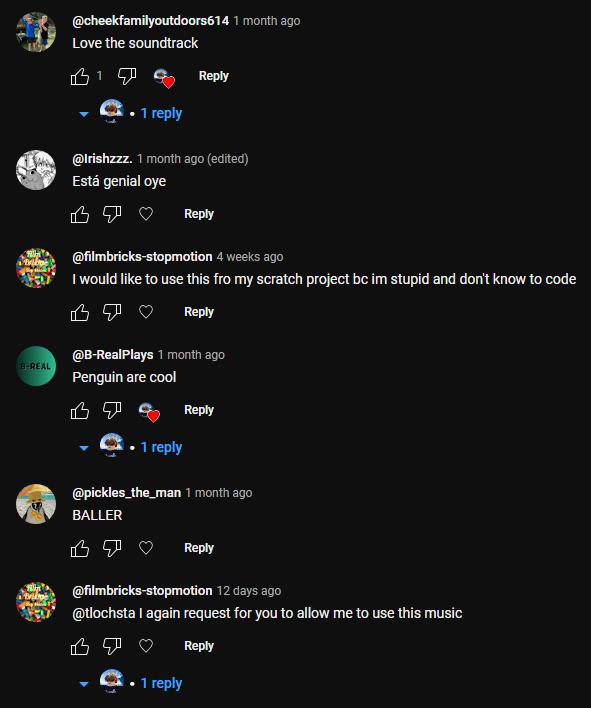 @cheekfamilyoutdoors614 1 month ago
Love the soundtrack
1 Reply
• 1 reply
@Irishzzz. 1 month ago (edited)
Está genial oye
Reply
@filmbricks-stopmotion 4 weeks ago
I would like to use this fro my scratch project bc im stupid and don't know to code
Reply
B-REAL
@B-RealPlays 1 month ago
Penguin are cool
Reply
• 1 reply
@pickles_the_man 1 month ago
BALLER
Reply
@filmbricks-stopmotion 12 days ago
@tlochsta I again request for you to allow me to use this music
Reply
• 1 reply